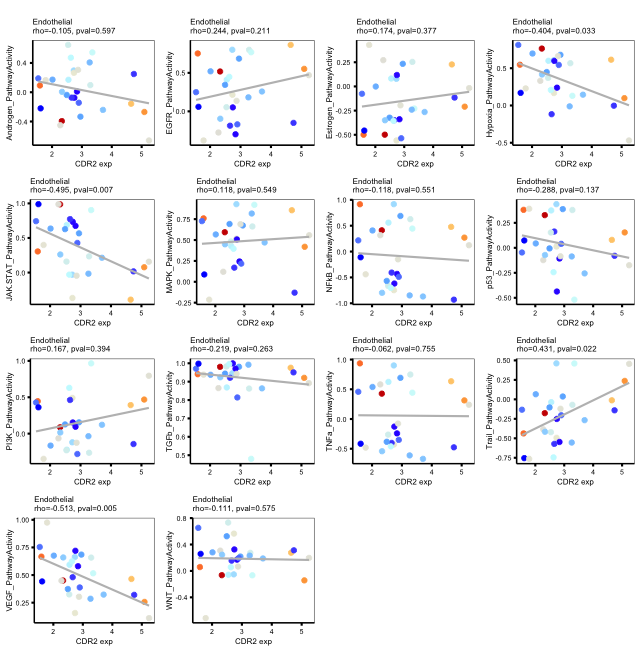 Endothelial
rho=-0.105, pval=0.597
Androgen_PathwayActivity
0.4
0.0
-0.4
2
3
4
5
CDR2 exp
Endothelial
rho=0.244, pval=0.211
EGFR_PathwayActivity
0.5
0.0
2
3
4
5
CDR2 exp
Endothelial
rho=0.174, pval=0.377
Estrogen_PathwayActivity
0.25
0.00
-0.25
-0.50
2
3
4
5
CDR2 exp
Endothelial
rho=-0.404, pval=0.033
Hypoxia_PathwayActivity
0.5
0.0
-0.5
2
3
4
5
CDR2 exp
Endothelial
rho=-0.495, pval=0.007
JAK.STAT_PathwayActivity
1.0
0.5
0.0
2
3
4
5
CDR2 exp
Endothelial
rho=0.118, pval=0.549
MAPK_PathwayActivity
0.75
0.50
0.25
0.00
-0.25
2
3
4
5
CDR2 exp
Endothelial
rho=-0.118, pval=0.551
NFkB_PathwayActivity
1.0
0.5
0.0
-0.5
-1.0
2
3
4
5
CDR2 exp
Endothelial
rho=-0.288, pval=0.137
p53_PathwayActivity
0.25
0.00
-0.25
-0.50
2
3
4
5
CDR2 exp
Endothelial
rho=0.167, pval=0.394
PI3K_PathwayActivity
1.0
0.5
0.0
2
3
4
5
CDR2 exp
Endothelial
rho=-0.219, pval=0.263
TGFb_PathwayActivity
1.0
0.9
0.8
0.7
0.6
0.5
2
3
4
5
CDR2 exp
Endothelial
rho=-0.062, pval=0.755
TNFa_PathwayActivity
1.0
0.5
0.0
-0.5
2
3
4
5
CDR2 exp
Endothelial
rho=0.431, pval=0.022
Trail_PathwayActivity
0.50
0.25
0.00
-0.25
-0.50
-0.75
2
3
4
5
CDR2 exp
Endothelial
rho=-0.513, pval=0.005
VEGF_PathwayActivity
1.00
0.75
0.50
0.25
2
3
4
5
CDR2 exp
Endothelial
rho=-0.111, pval=0.575
WNT_PathwayActivity
0.8
0.4
0.0
-0.4
2
3
4
5
CDR2 exp